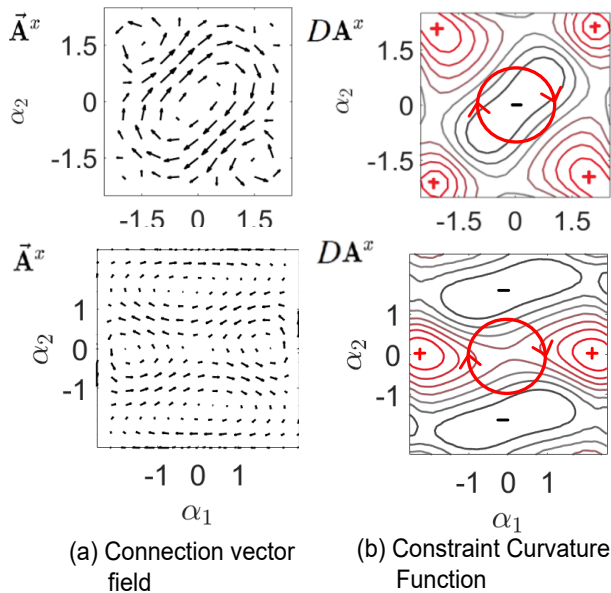 𝐀⃗ˣ
α₂
1.5
0
-1.5
-1.5 0 1.5
D𝐀ˣ
α₂
1.5
0
-1.5
-1.5 0 1.5
+ +
-
+ +
𝐀⃗ˣ
α₂
1
0
-1
-1 0 1
α₁
D𝐀ˣ
α₂
1
0
-1
-1 0 1
α₁
-
+ +
-
(a) Connection vector
field
(b) Constraint Curvature
Function